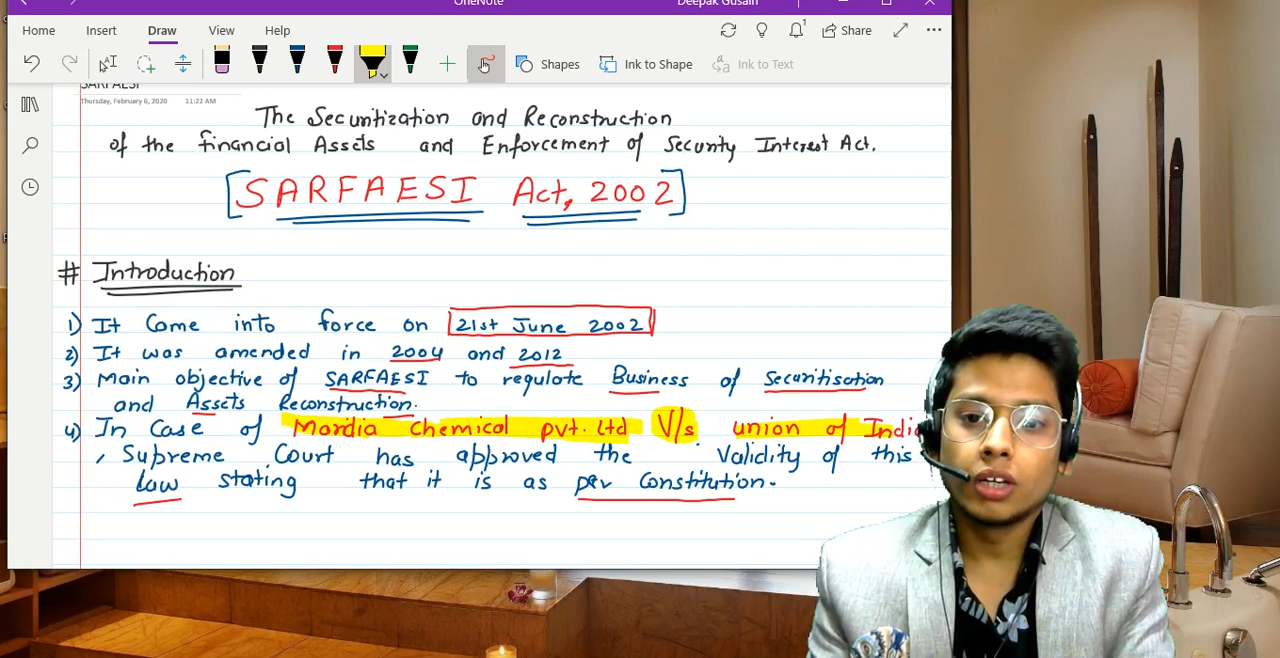 OneNote
Deepak Gusain
Home Insert Draw View Help
1
Share
Shapes Ink to Shape Ink to Text
SARFAESI
Thursday, February 6, 2020 11:22 AM
The Securitization and Reconstruction
of the Financial Assets and Enforcement of Security Interest Act.
[SARFAESI Act, 2002]
# Introduction
1) It Come into force on 21st June 2002
2) It was amended in 2004 and 2012
3) Main objective of SARFAESI to regulate Business of Securitisation
and Assets Reconstruction.
4) In Case of Mardia Chemical pvt. Ltd V/s. union of India
, Supreme Court has approved the Validity of this
law stating that it is as per Constitution.